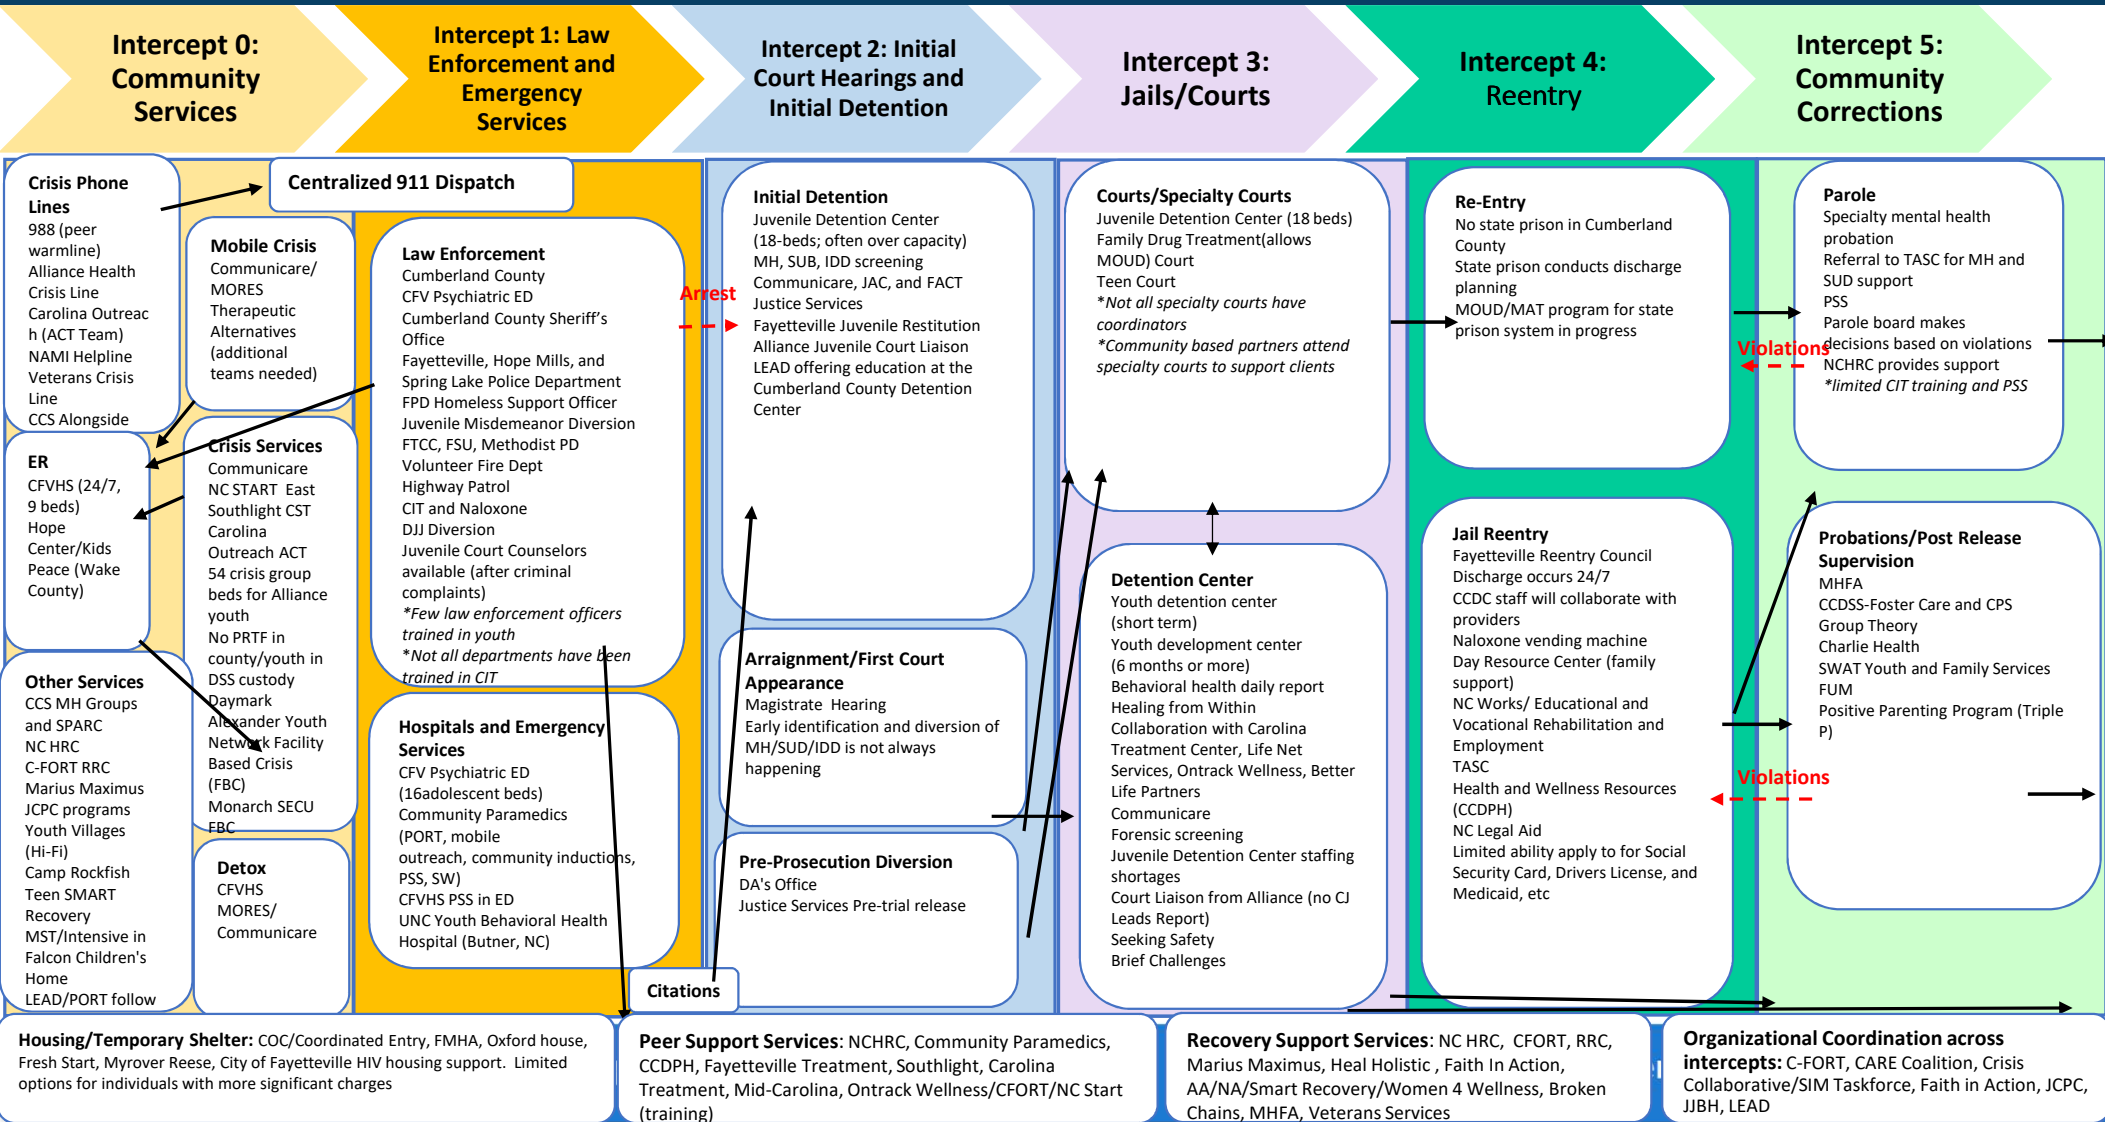 Intercept 0:
Community
Services
Intercept 1: Law
Enforcement and
Emergency
Services
Intercept 2: Initial
Court Hearings and
Initial Detention
Intercept 3:
Jails/Courts
Intercept 4:
Reentry
Intercept 5:
Community
Corrections
Crisis Phone
Lines
988 (peer
warmline)
Alliance Health
Crisis Line
Carolina Outreac
h (ACT Team)
NAMI Helpline
Veterans Crisis
Line
CCS Alongside
ER
CFVHS (24/7,
9 beds)
Hope
Center/Kids
Peace (Wake
County)
Other Services
CCS MH Groups
and SPARC
NC HRC
C-FORT RRC
Marius Maximus
JCPC programs
Youth Villages
(Hi-Fi)
Camp Rockfish
Teen SMART
Recovery
MST/Intensive in
Falcon Children's
Home
LEAD/PORT follow
Centralized 911 Dispatch
Mobile Crisis
Communicare/
MORES
Therapeutic
Alternatives
(additional
teams needed)
Crisis Services
Communicare
NC START East
Southlight CST
Carolina
Outreach ACT
54 crisis group
beds for Alliance
youth
No PRTF in
county/youth in
DSS custody
Daymark
Alexander Youth
Network Facility
Based Crisis
(FBC)
Monarch SECU
FBC
Detox
CFVHS
MORES/
Communicare
Law Enforcement
Cumberland County
CFV Psychiatric ED
Cumberland County Sheriff's
Office
Fayetteville, Hope Mills, and
Spring Lake Police Department
FPD Homeless Support Officer
Juvenile Misdemeanor Diversion
FTCC, FSU, Methodist PD
Volunteer Fire Dept
Highway Patrol
CIT and Naloxone
DJJ Diversion
Juvenile Court Counselors
available (after criminal
complaints)
*Few law enforcement officers
trained in youth
*Not all departments have been
trained in CIT
Hospitals and Emergency
Services
CFV Psychiatric ED
(16adolescent beds)
Community Paramedics
(PORT, mobile
outreach, community inductions,
PSS, SW)
CFVHS PSS in ED
UNC Youth Behavioral Health
Hospital (Butner, NC)
Arrest
Citations
Initial Detention
Juvenile Detention Center
(18-beds; often over capacity)
MH, SUB, IDD screening
Communicare, JAC, and FACT
Justice Services
Fayetteville Juvenile Restitution
Alliance Juvenile Court Liaison
LEAD offering education at the
Cumberland County Detention
Center
Arraignment/First Court
Appearance
Magistrate Hearing
Early identification and diversion of
MH/SUD/IDD is not always
happening
Pre-Prosecution Diversion
DA's Office
Justice Services Pre-trial release
Courts/Specialty Courts
Juvenile Detention Center (18 beds)
Family Drug Treatment(allows
MOUD) Court
Teen Court
*Not all specialty courts have
coordinators
*Community based partners attend
specialty courts to support clients
Detention Center
Youth detention center
(short term)
Youth development center
(6 months or more)
Behavioral health daily report
Healing from Within
Collaboration with Carolina
Treatment Center, Life Net
Services, Ontrack Wellness, Better
Life Partners
Communicare
Forensic screening
Juvenile Detention Center staffing
shortages
Court Liaison from Alliance (no CJ
Leads Report)
Seeking Safety
Brief Challenges
Re-Entry
No state prison in Cumberland
County
State prison conducts discharge
planning
MOUD/MAT program for state
prison system in progress
Jail Reentry
Fayetteville Reentry Council
Discharge occurs 24/7
CCDC staff will collaborate with
providers
Naloxone vending machine
Day Resource Center (family
support)
NC Works/ Educational and
Vocational Rehabilitation and
Employment
TASC
Health and Wellness Resources
(CCDPH)
NC Legal Aid
Limited ability apply to for Social
Security Card, Drivers License, and
Medicaid, etc
Parole
Specialty mental health
probation
Referral to TASC for MH and
SUD support
PSS
Parole board makes
decisions based on violations
NCHRC provides support
*limited CIT training and PSS
Violations
Probations/Post Release
Supervision
MHFA
CCDSS-Foster Care and CPS
Group Theory
Charlie Health
SWAT Youth and Family Services
FUM
Positive Parenting Program (Triple
P)
Violations
Housing/Temporary Shelter: COC/Coordinated Entry, FMHA, Oxford house,
Fresh Start, Myrover Reese, City of Fayetteville HIV housing support. Limited
options for individuals with more significant charges
Peer Support Services: NCHRC, Community Paramedics,
CCDPH, Fayetteville Treatment, Southlight, Carolina
Treatment, Mid-Carolina, Ontrack Wellness/CFORT/NC Start
(training)
Recovery Support Services: NC HRC, CFORT, RRC,
Marius Maximus, Heal Holistic , Faith In Action,
AA/NA/Smart Recovery/Women 4 Wellness, Broken
Chains, MHFA, Veterans Services
Organizational Coordination across
intercepts: C-FORT, CARE Coalition, Crisis
Collaborative/SIM Taskforce, Faith in Action, JCPC,
JJBH, LEAD